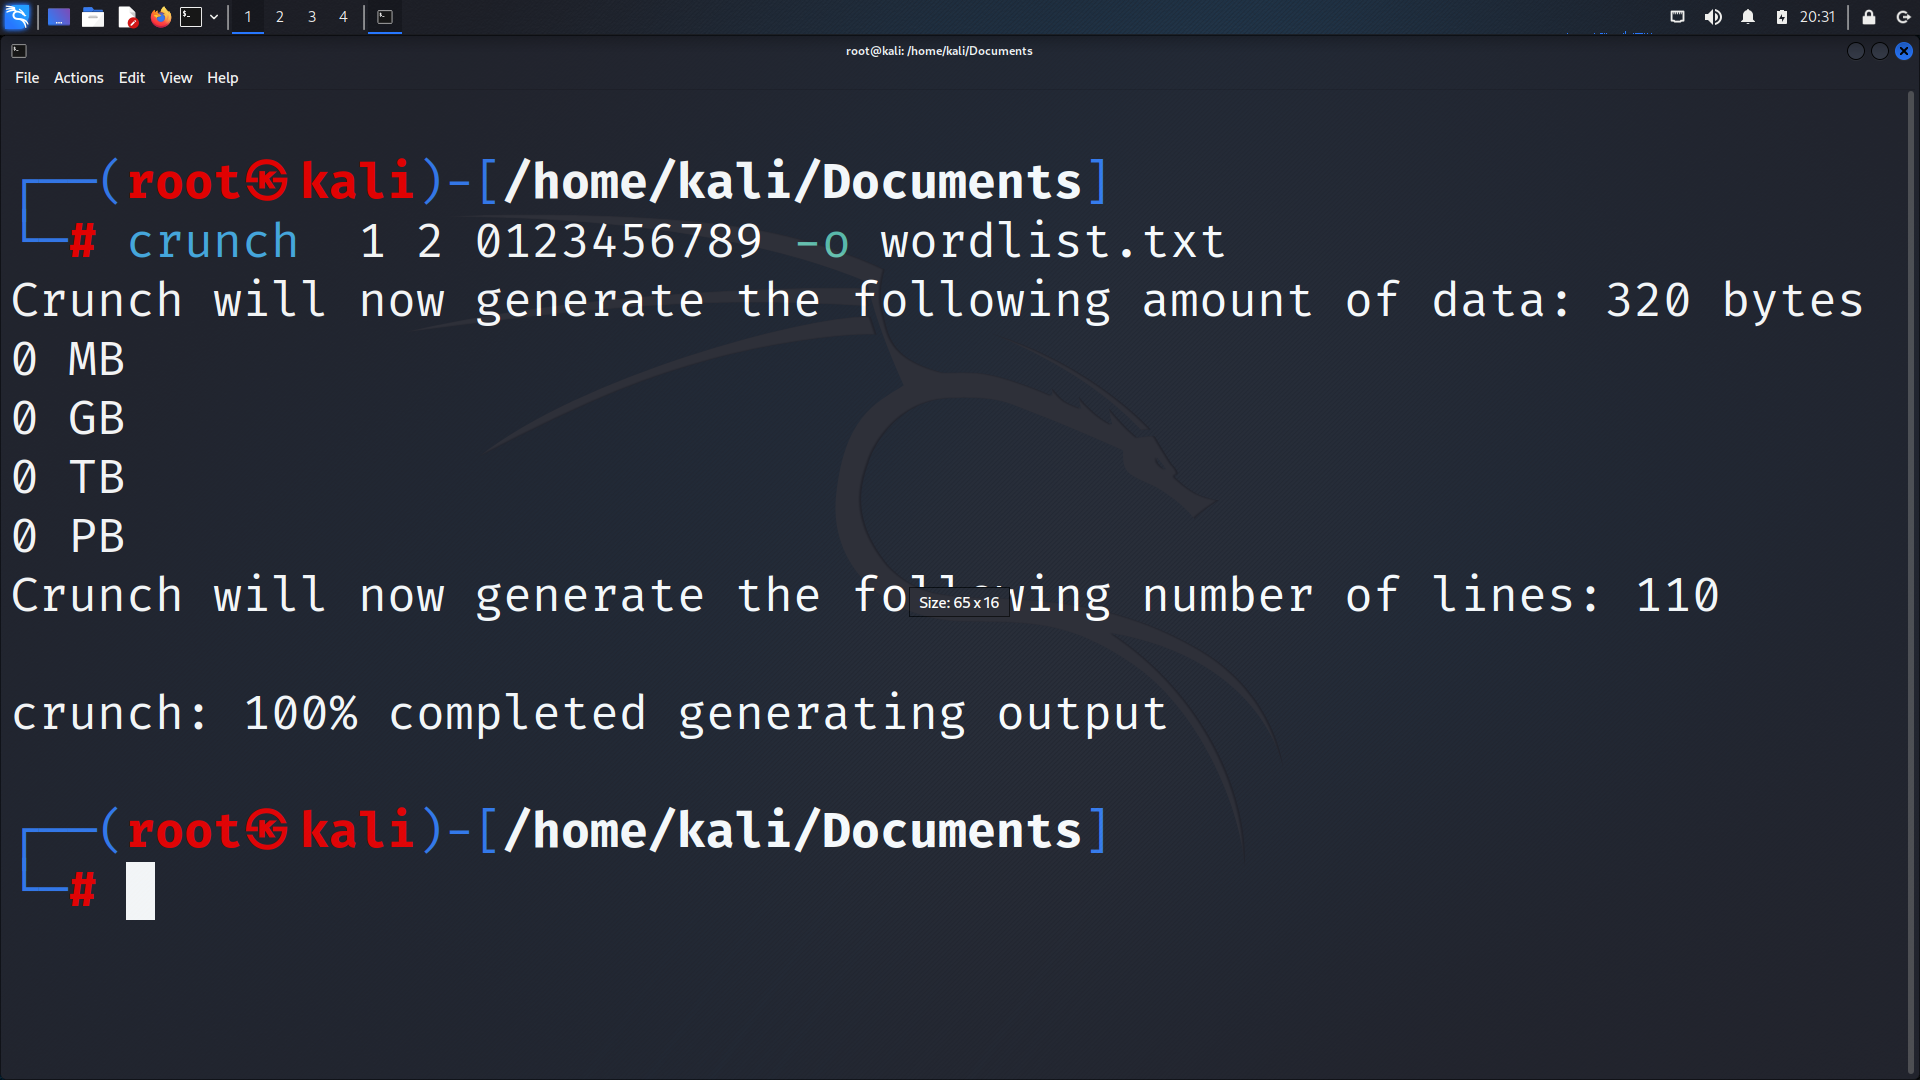 1 2 3 4 20:31
root@kali: /home/kali/Documents
File Actions Edit View Help
┌──(root㉿kali)-[/home/kali/Documents]
└─# crunch  1 2 0123456789 -o wordlist.txt
Crunch will now generate the following amount of data: 320 bytes
0 MB
0 GB
0 TB
0 PB
Crunch will now generate the following number of lines: 110
Size: 65 x 16
crunch: 100% completed generating output
┌──(root㉿kali)-[/home/kali/Documents]
└─#